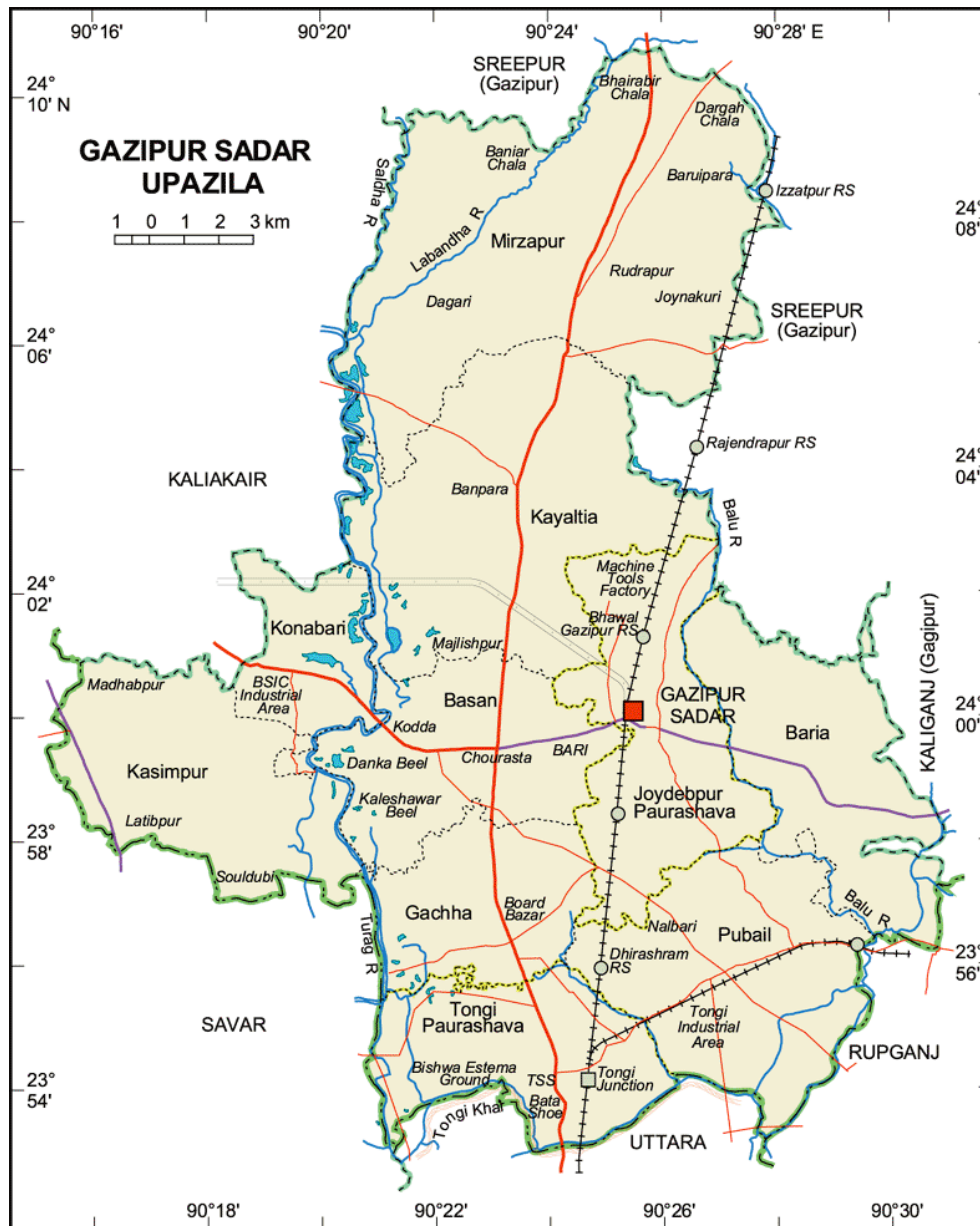 90°16'
90°20'
90°24'
90°28' E
24°
10' N
SREEPUR
(Gazipur)
Bhairabir
Chala
Dargah
Chala
GAZIPUR SADAR
UPAZILA
Baniar
Chala
Saldha R
Baruipara
Izzatpur RS
24°
08'
1 0 1 2 3 km
Labandha R
Mirzapur
Rudrapur
Dagari
Joynakuri
SREEPUR
(Gazipur)
24°
06'
Rajendrapur RS
KALIAKAIR
24°
04'
Banpara
Kayaltia
Balu R
Machine
Tools
Factory
24°
02'
Bhawal
Gazipur RS
Konabari
Majlishpur
KALIGANJ (Gagipur)
Madhabpur
BSIC
Industrial
Area
Basan
GAZIPUR
SADAR
24°
00'
Kodda
Baria
Chourasta
BARI
Danka Beel
Kasimpur
Joydebpur
Paurashava
Kaleshawar
Beel
Latibpur
23°
58'
Souldubi
Gachha
Board
Bazar
Balu R
Nalbari
Pubail
Turag R
Dhirashram
RS
23°
56'
Tongi
Paurashava
Tongi
Industrial
Area
SAVAR
RUPGANJ
Bishwa Estema
Ground
TSS
Tongi
Junction
23°
54'
Bata
Shoe
Tongi Khal
UTTARA
90°18'
90°22'
90°26'
90°30'